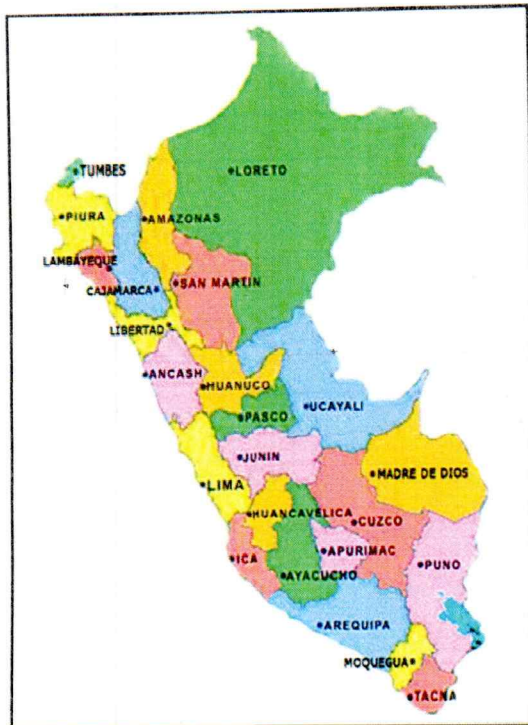 TUMBES
LORETO
PIURA
AMAZONAS
LAMBAYEQUE
SAN MARTIN
CAJAMARCA
LIBERTAD
ANCASH
HUANUCO
UCAYALI
PASCO
JUNIN
MADRE DE DIOS
LIMA
HUANCAVELICA
CUZCO
APURIMAC
ICA
PUNO
AYACUCHO
AREQUIPA
MOQUEGUA
TACNA